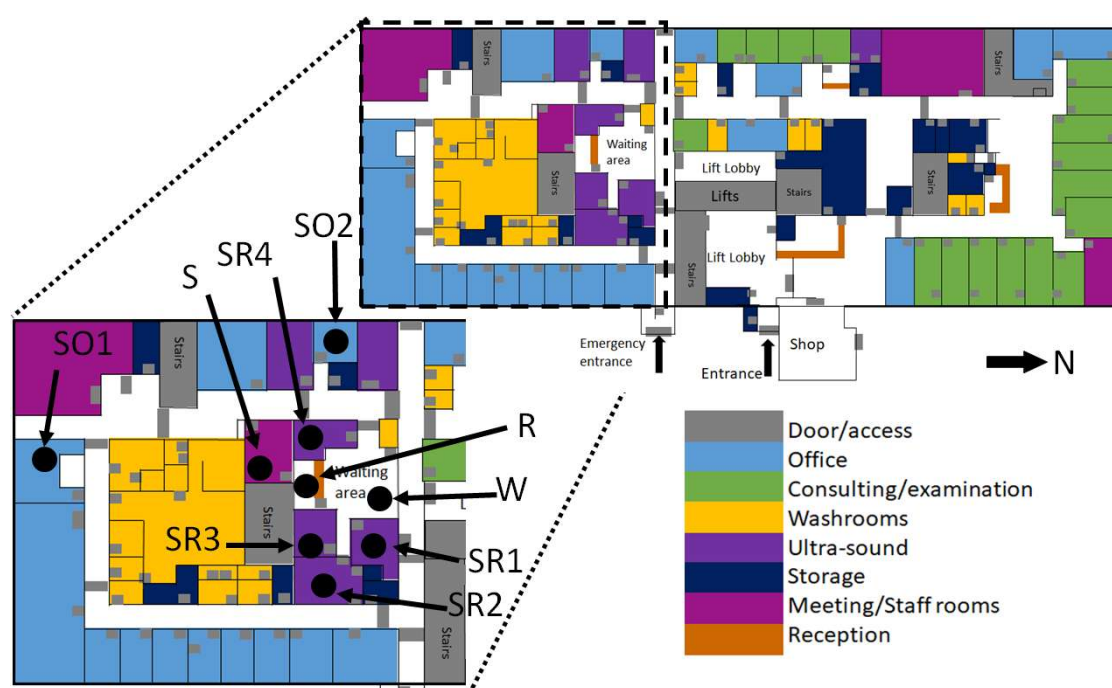 Stairs
Stairs
Waiting
area
Lift Lobby
Lifts
Stairs
Stairs
Lift Lobby
Stairs
SO2
SR4
S
SO1
Stairs
R
Waiting
area
W
Stairs
SR3
SR1
SR2
Stairs
Emergency
entrance
Entrance
Shop
N
Door/access
Office
Consulting/examination
Washrooms
Ultra-sound
Storage
Meeting/Staff rooms
Reception